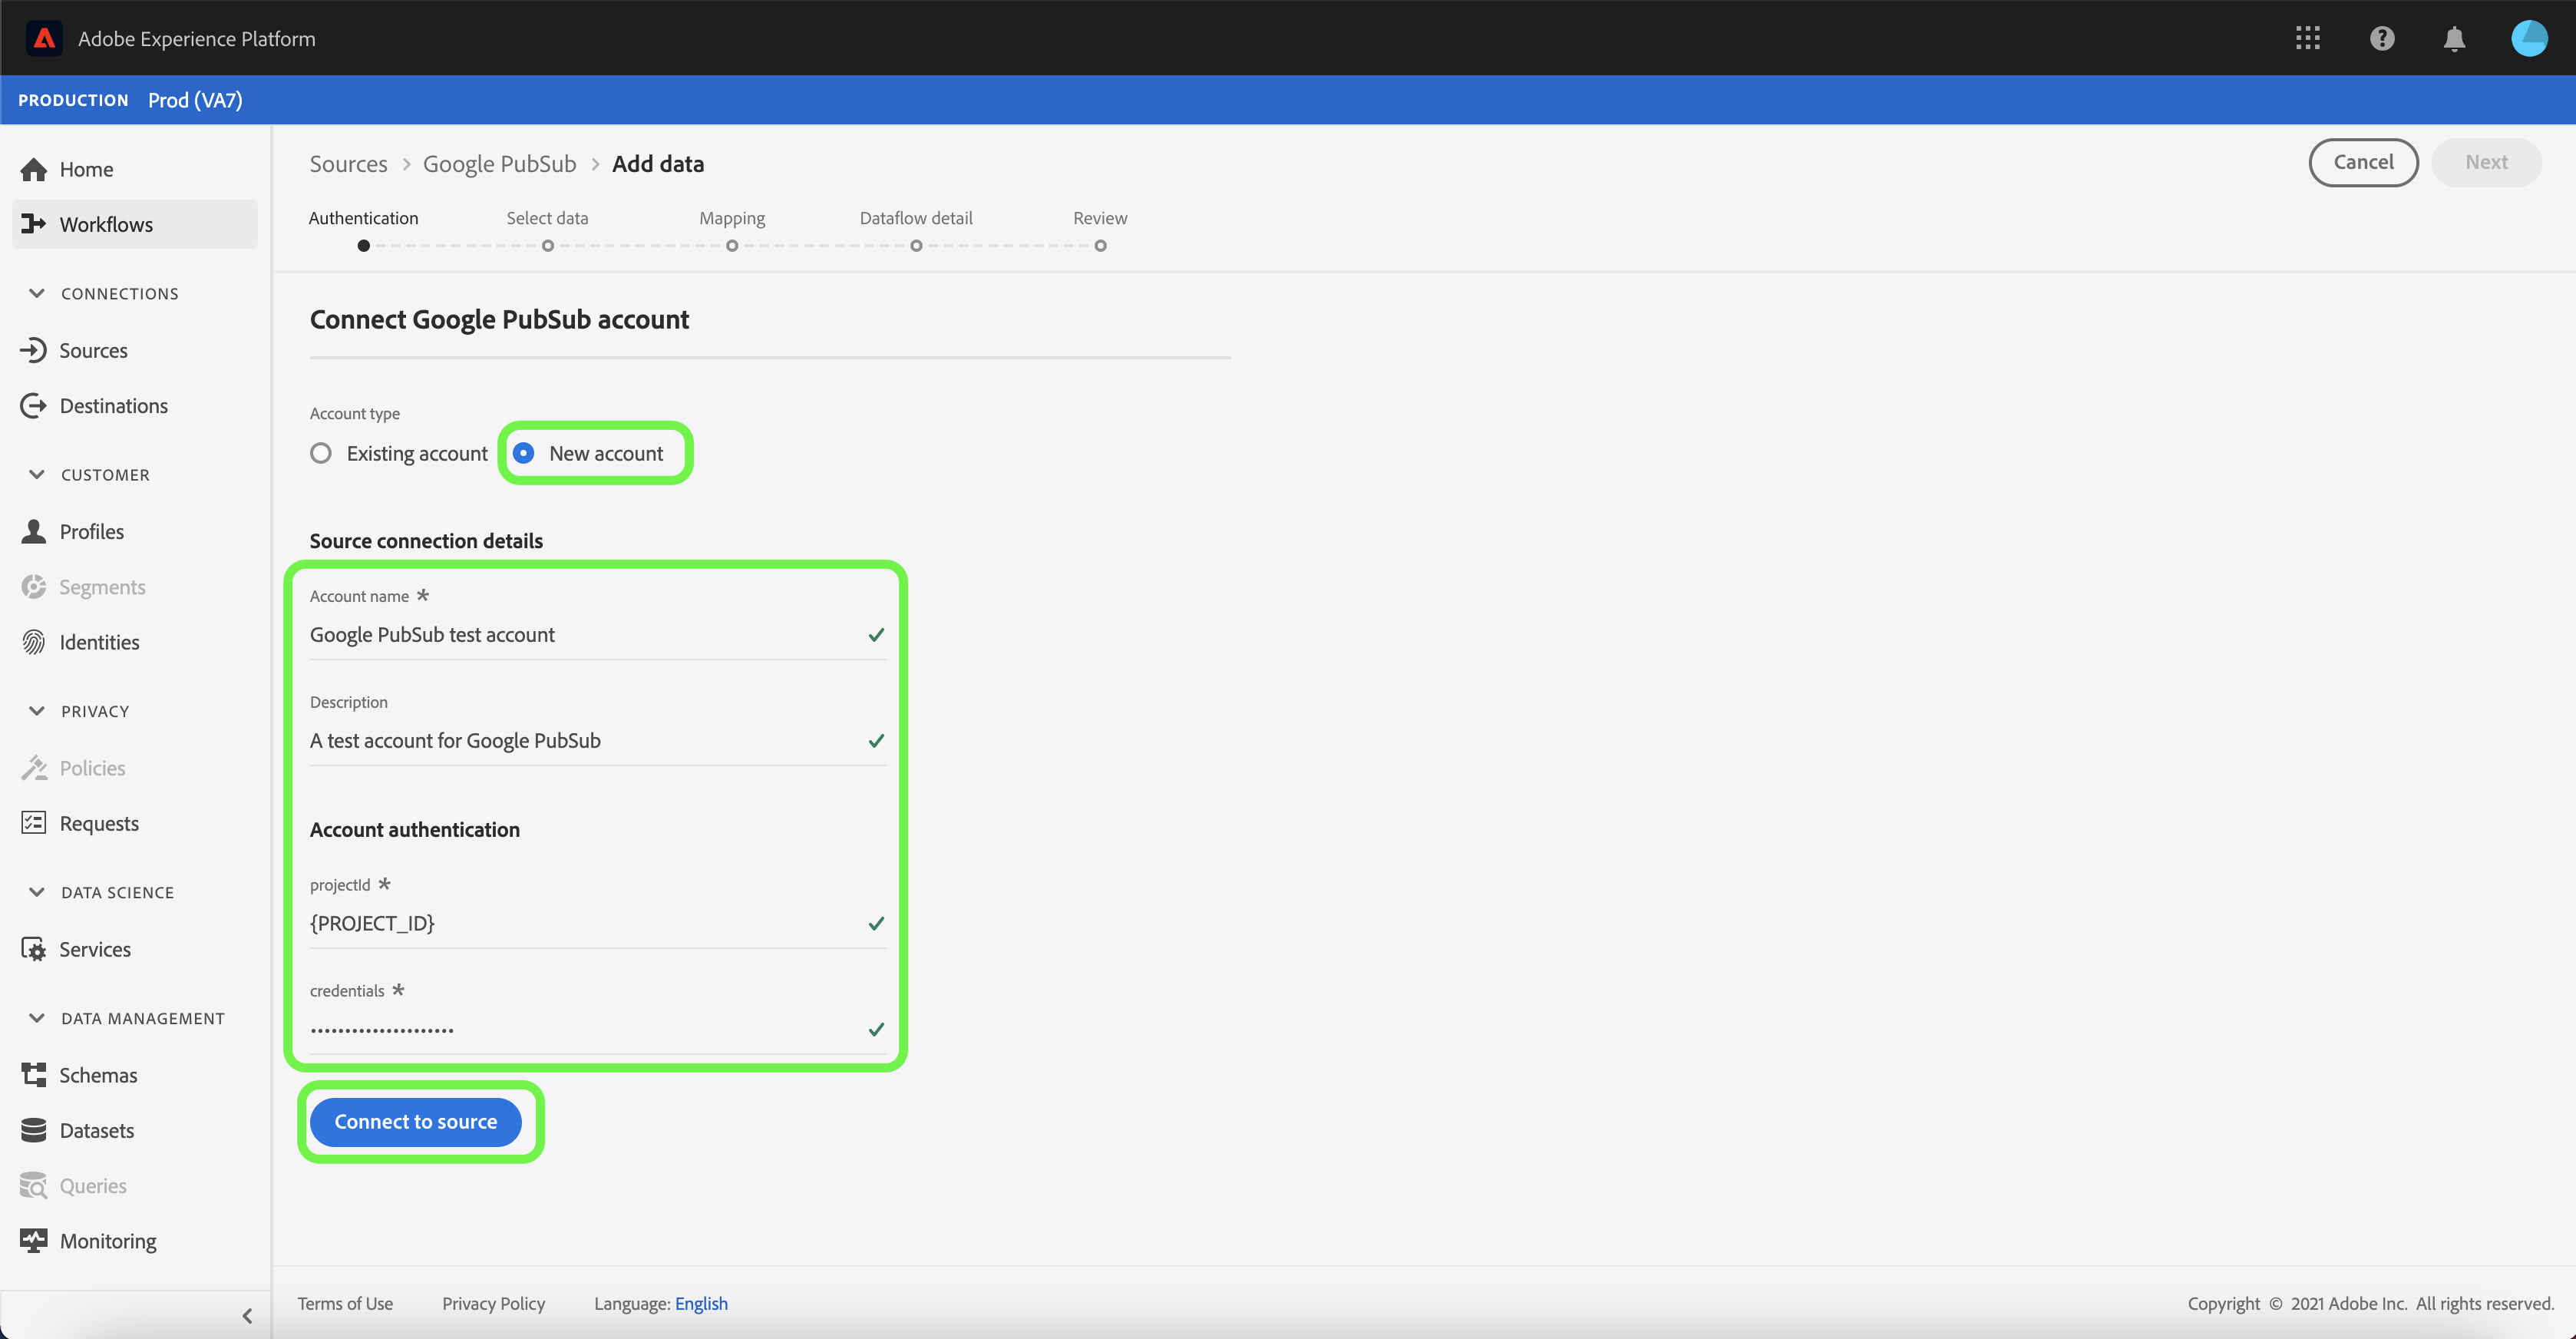 Adobe Experience Platform
PRODUCTION Prod (VA7)
Home
Workflows
CONNECTIONS
Sources
Destinations
CUSTOMER
Profiles
Segments
Identities
PRIVACY
Policies
Requests
DATA SCIENCE
Services
DATA MANAGEMENT
Schemas
Datasets
Queries
Monitoring
Sources > Google PubSub > Add data
Cancel Next
Authentication Select data Mapping Dataflow detail Review
Connect Google PubSub account
Account type
Existing account New account
Source connection details
Account name *
Google PubSub test account
Description
A test account for Google PubSub
Account authentication
projectId *
{PROJECT_ID}
credentials *
•••••••••••••••••••••
Connect to source
Terms of Use Privacy Policy Language: English Copyright © 2021 Adobe Inc. All rights reserved.